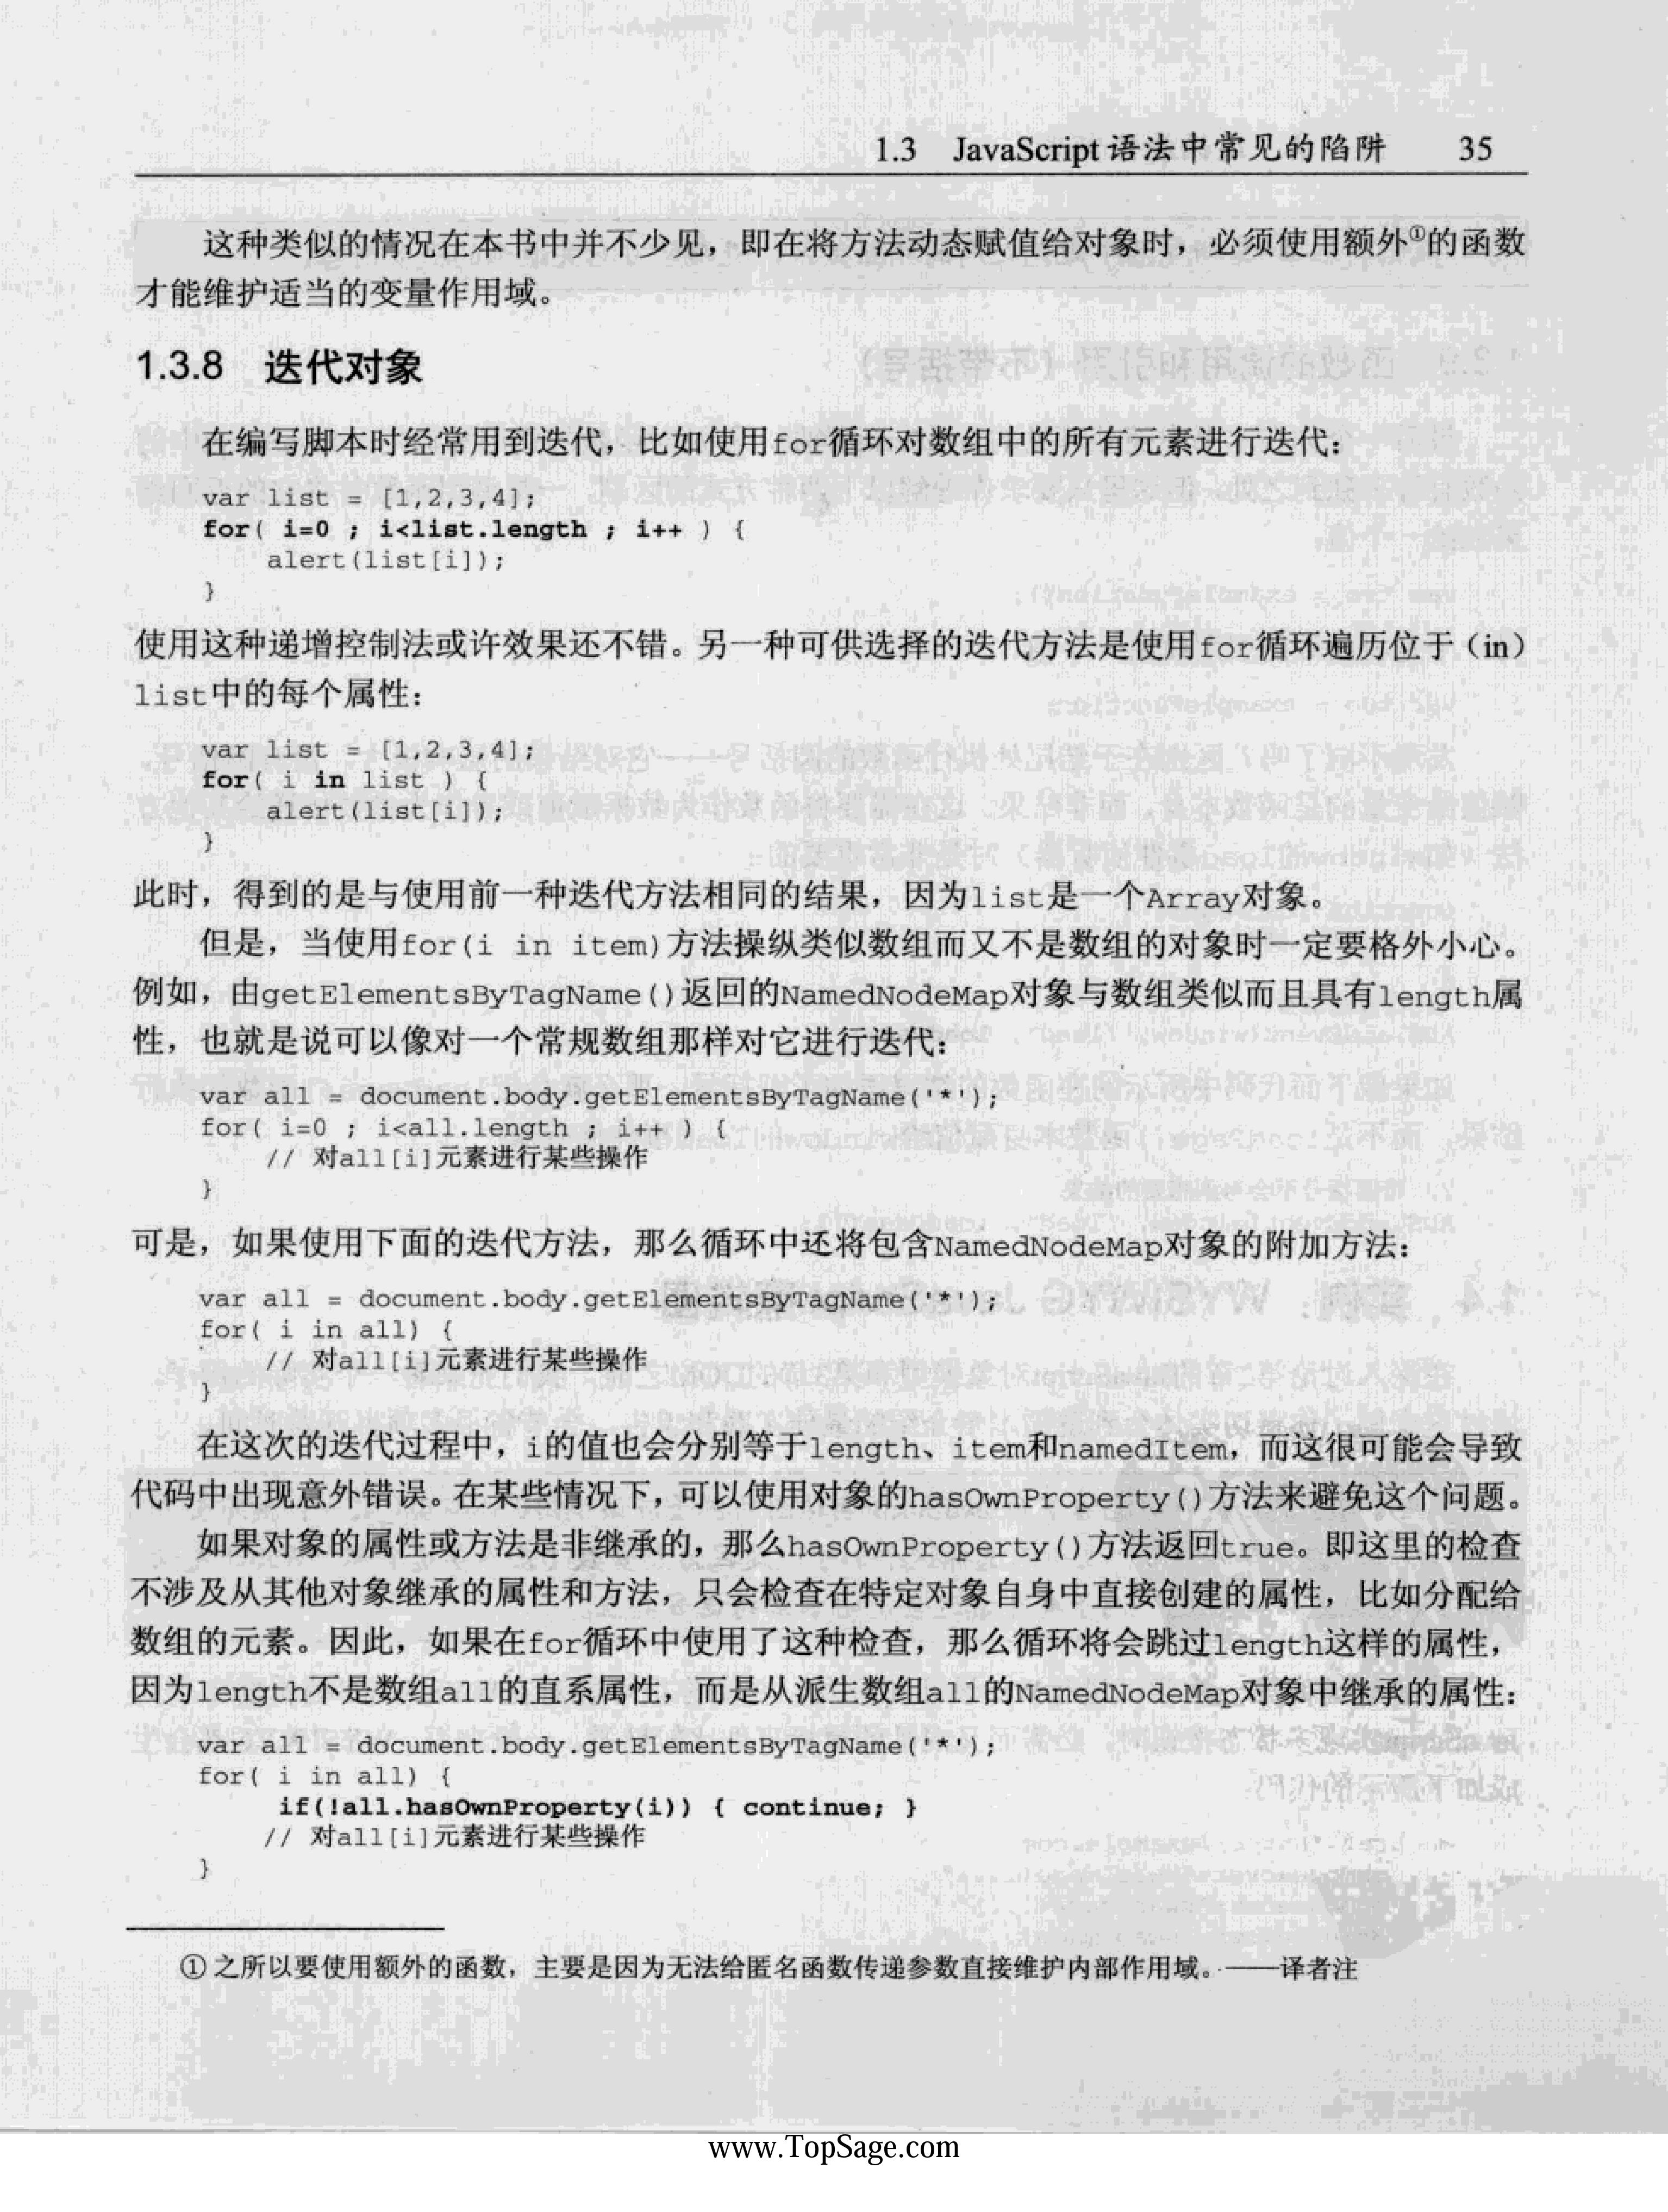 1.3 JavaScript语法中常见的陷阱 35
这种类似的情况在本书中并不少见，即在将方法动态赋值给对象时，必须使用额外①的函数
才能维护适当的变量作用域。
1.3.8 迭代对象
在编写脚本时经常用到迭代，比如使用for循环对数组中的所有元素进行迭代：
var list = [1,2,3,4];
for( i=0 ; i<list.length ; i++ ) {
alert(list[i]);
}
使用这种递增控制法或许效果还不错。另一种可供选择的迭代方法是使用for循环遍历位于（in）
list中的每个属性：
var list = [1,2,3,4];
for( i in list ) {
alert(list[i]);
}
此时，得到的是与使用前一种迭代方法相同的结果，因为list是一个Array对象。
但是，当使用for(i in item)方法操纵类似数组而又不是数组的对象时一定要格外小心。
例如，由getElementsByTagName()返回的NamedNodeMap对象与数组类似而且具有length属
性，也就是说可以像对一个常规数组那样对它进行迭代：
var all = document.body.getElementsByTagName('*');
for( i=0 ; i<all.length ; i++ ) {
// 对all[i]元素进行某些操作
}
可是，如果使用下面的迭代方法，那么循环中还将包含NamedNodeMap对象的附加方法：
var all = document.body.getElementsByTagName('*');
for( i in all) {
// 对all[i]元素进行某些操作
}
在这次的迭代过程中，i的值也会分别等于length、item和namedItem，而这很可能会导致
代码中出现意外错误。在某些情况下，可以使用对象的hasOwnProperty()方法来避免这个问题。
如果对象的属性或方法是非继承的，那么hasOwnProperty()方法返回true。即这里的检查
不涉及从其他对象继承的属性和方法，只会检查在特定对象自身中直接创建的属性，比如分配给
数组的元素。因此，如果在for循环中使用了这种检查，那么循环将会跳过length这样的属性，
因为length不是数组all的直系属性，而是从派生数组all的NamedNodeMap对象中继承的属性：
var all = document.body.getElementsByTagName('*');
for( i in all) {
if(!all.hasOwnProperty(i)) { continue; }
// 对all[i]元素进行某些操作
}
① 之所以要使用额外的函数，主要是因为无法给匿名函数传递参数直接维护内部作用域。——译者注
www.TopSage.com